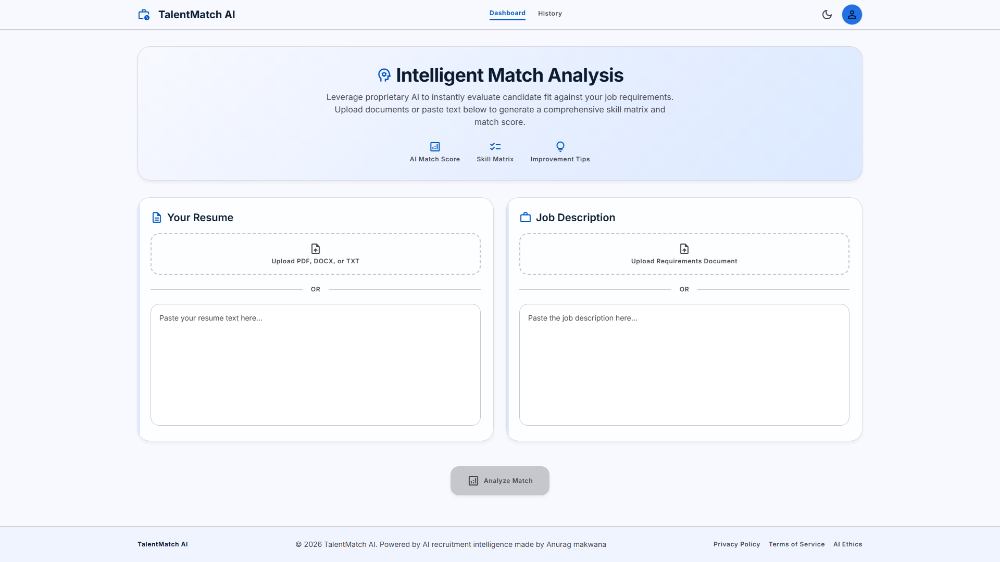 TalentMatch AI
Dashboard
History
Intelligent Match Analysis
Leverage proprietary AI to instantly evaluate candidate fit against your job requirements.
Upload documents or paste text below to generate a comprehensive skill matrix and
match score.
AI Match Score
Skill Matrix
Improvement Tips
Your Resume
Upload PDF, DOCX, or TXT
OR
Paste your resume text here...
Job Description
Upload Requirements Document
OR
Paste the job description here...
Analyze Match
TalentMatch AI
© 2026 TalentMatch AI. Powered by AI recruitment intelligence made by Anurag makwana
Privacy Policy
Terms of Service
AI Ethics